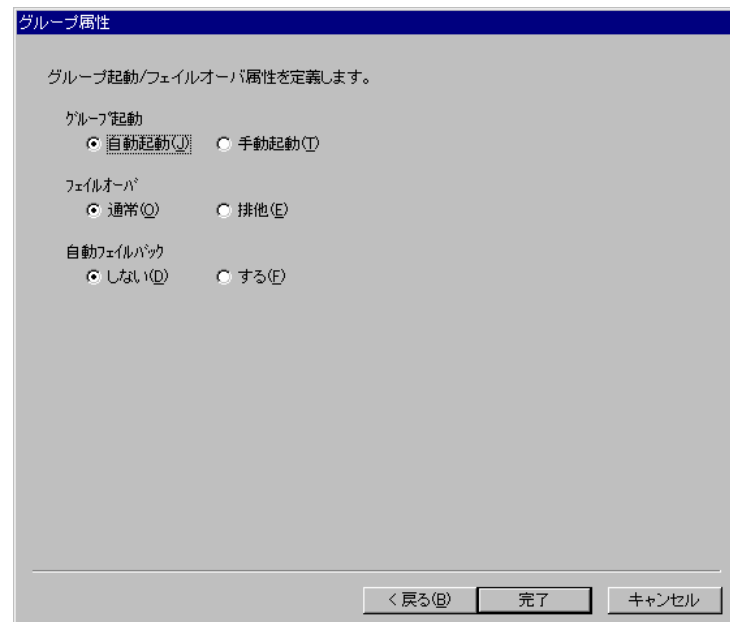 グループ属性
グループ起動/フェイルオーバ属性を定義します。
ｸﾞﾙｰﾌﾟ起動
自動起動(J) 手動起動(T)
ﾌｪｲﾙｵｰﾊﾞ
通常(O) 排他(E)
自動ﾌｪｲﾙﾊﾞｯｸ
しない(D) する(F)
< 戻る(B) 完了 キャンセル